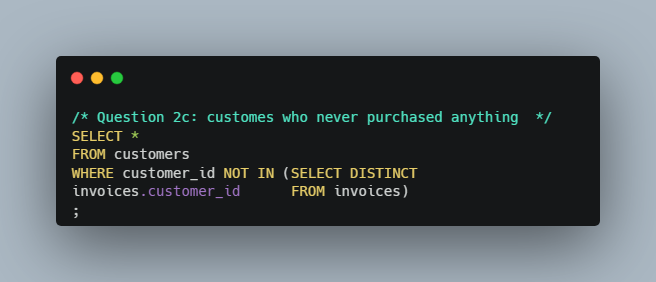 /* Question 2c: customes who never purchased anything  */
SELECT *
FROM customers
WHERE customer_id NOT IN (SELECT DISTINCT
invoices.customer_id      FROM invoices)
;